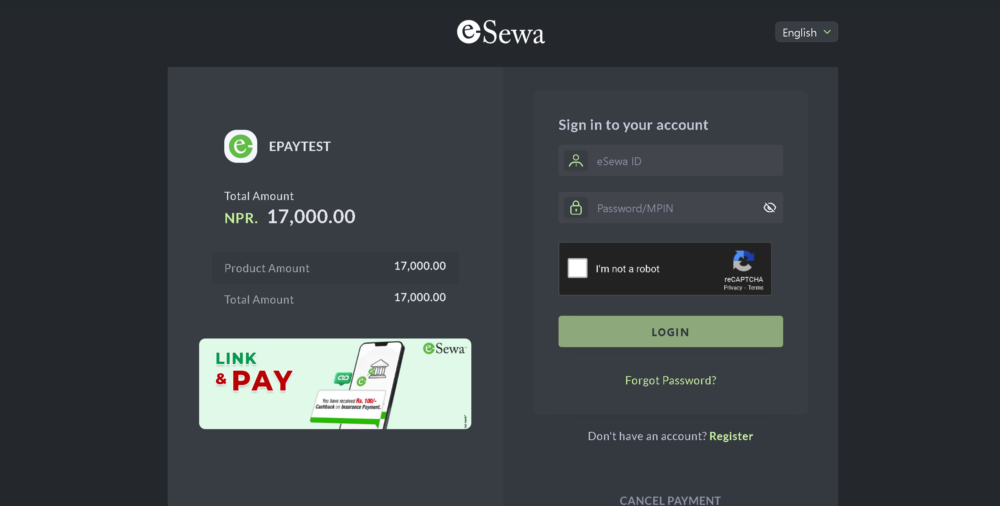 eSewa
English
EPAYTEST
Total Amount
NPR. 17,000.00
Product Amount 17,000.00
Total Amount 17,000.00
LINK
& PAY
eSewa
You have received Rs. 100/-
Cashback on Insurance Payment.
T&C Apply*
Sign in to your account
eSewa ID
Password/MPIN
I'm not a robot
reCAPTCHA
Privacy - Terms
LOGIN
Forgot Password?
Don't have an account? Register
CANCEL PAYMENT